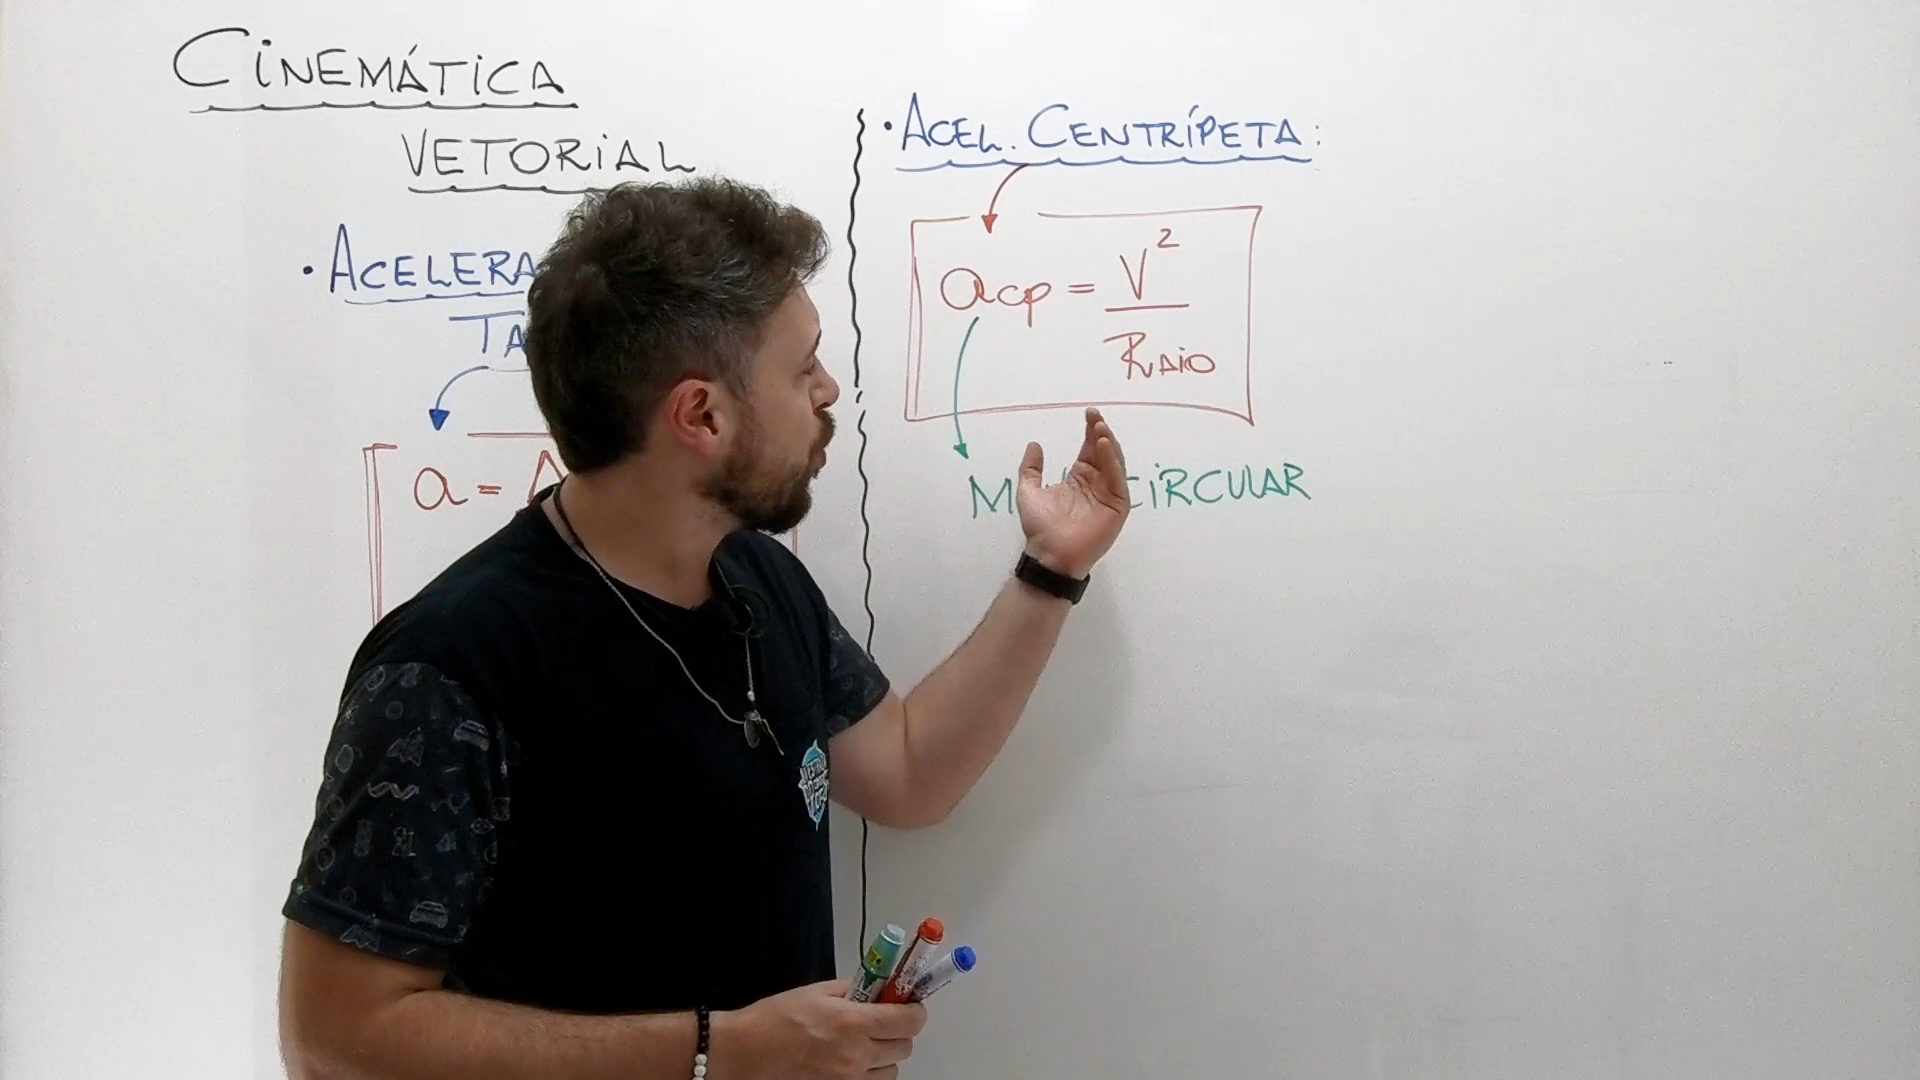 CINEMÁTICA
VETORIAL
• ACELERA
TA
a =
• ACEL. CENTRÍPETA:
acp = V²
RAIO
CIRCULAR